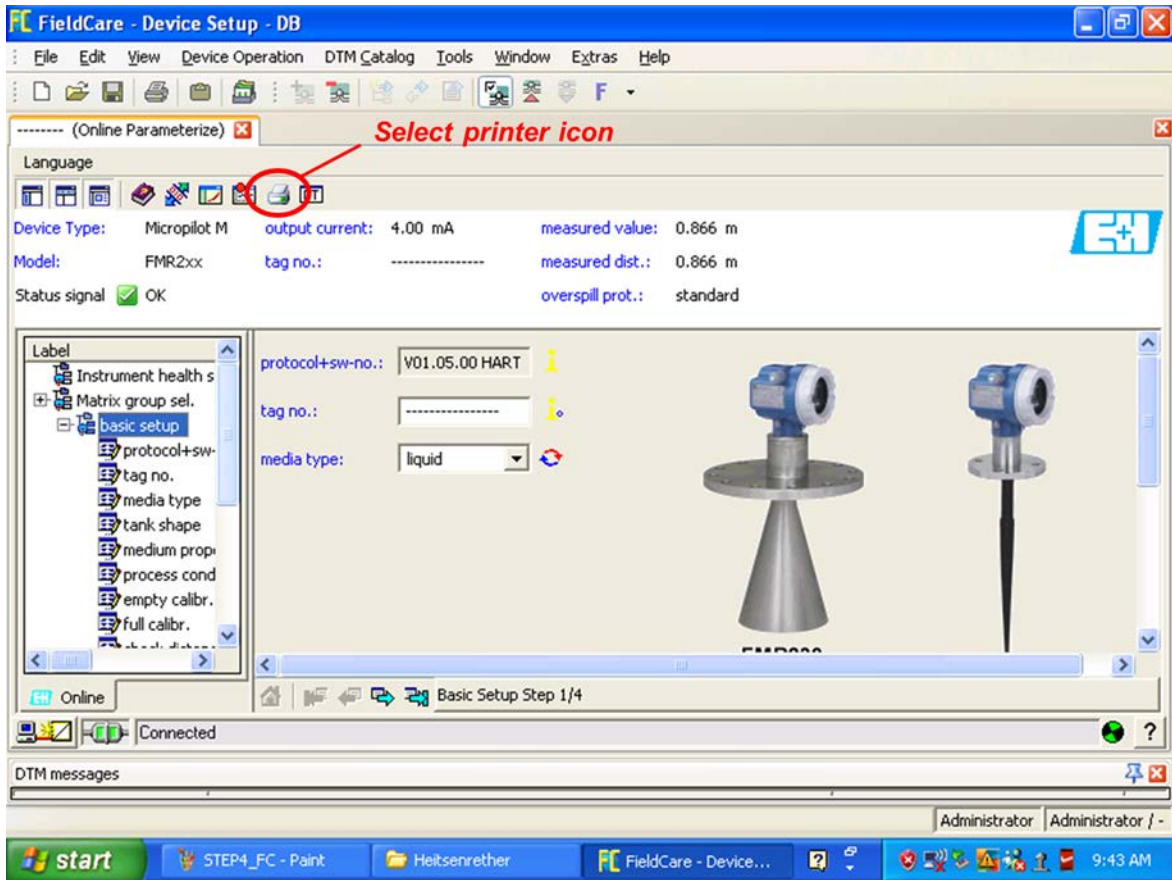 FieldCare - Device Setup - DB
File Edit View Device Operation DTM Catalog Tools Window Extras Help
F
-------- (Online Parameterize)
Select printer icon
Language
Device Type: Micropilot M output current: 4.00 mA measured value: 0.866 m
Model: FMR2xx tag no.: ---------------- measured dist.: 0.866 m
Status signal OK overspill prot.: standard
Label
Instrument health s
Matrix group sel.
basic setup
protocol+sw-
tag no.
media type
tank shape
medium prop
process cond
empty calibr.
full calibr.
protocol+sw-no.: V01.05.00 HART
tag no.: ----------------
media type: liquid
Online
Basic Setup Step 1/4
Connected
DTM messages
Administrator Administrator / -
start STEP4_FC - Paint Heitsenrether FieldCare - Device... 9:43 AM